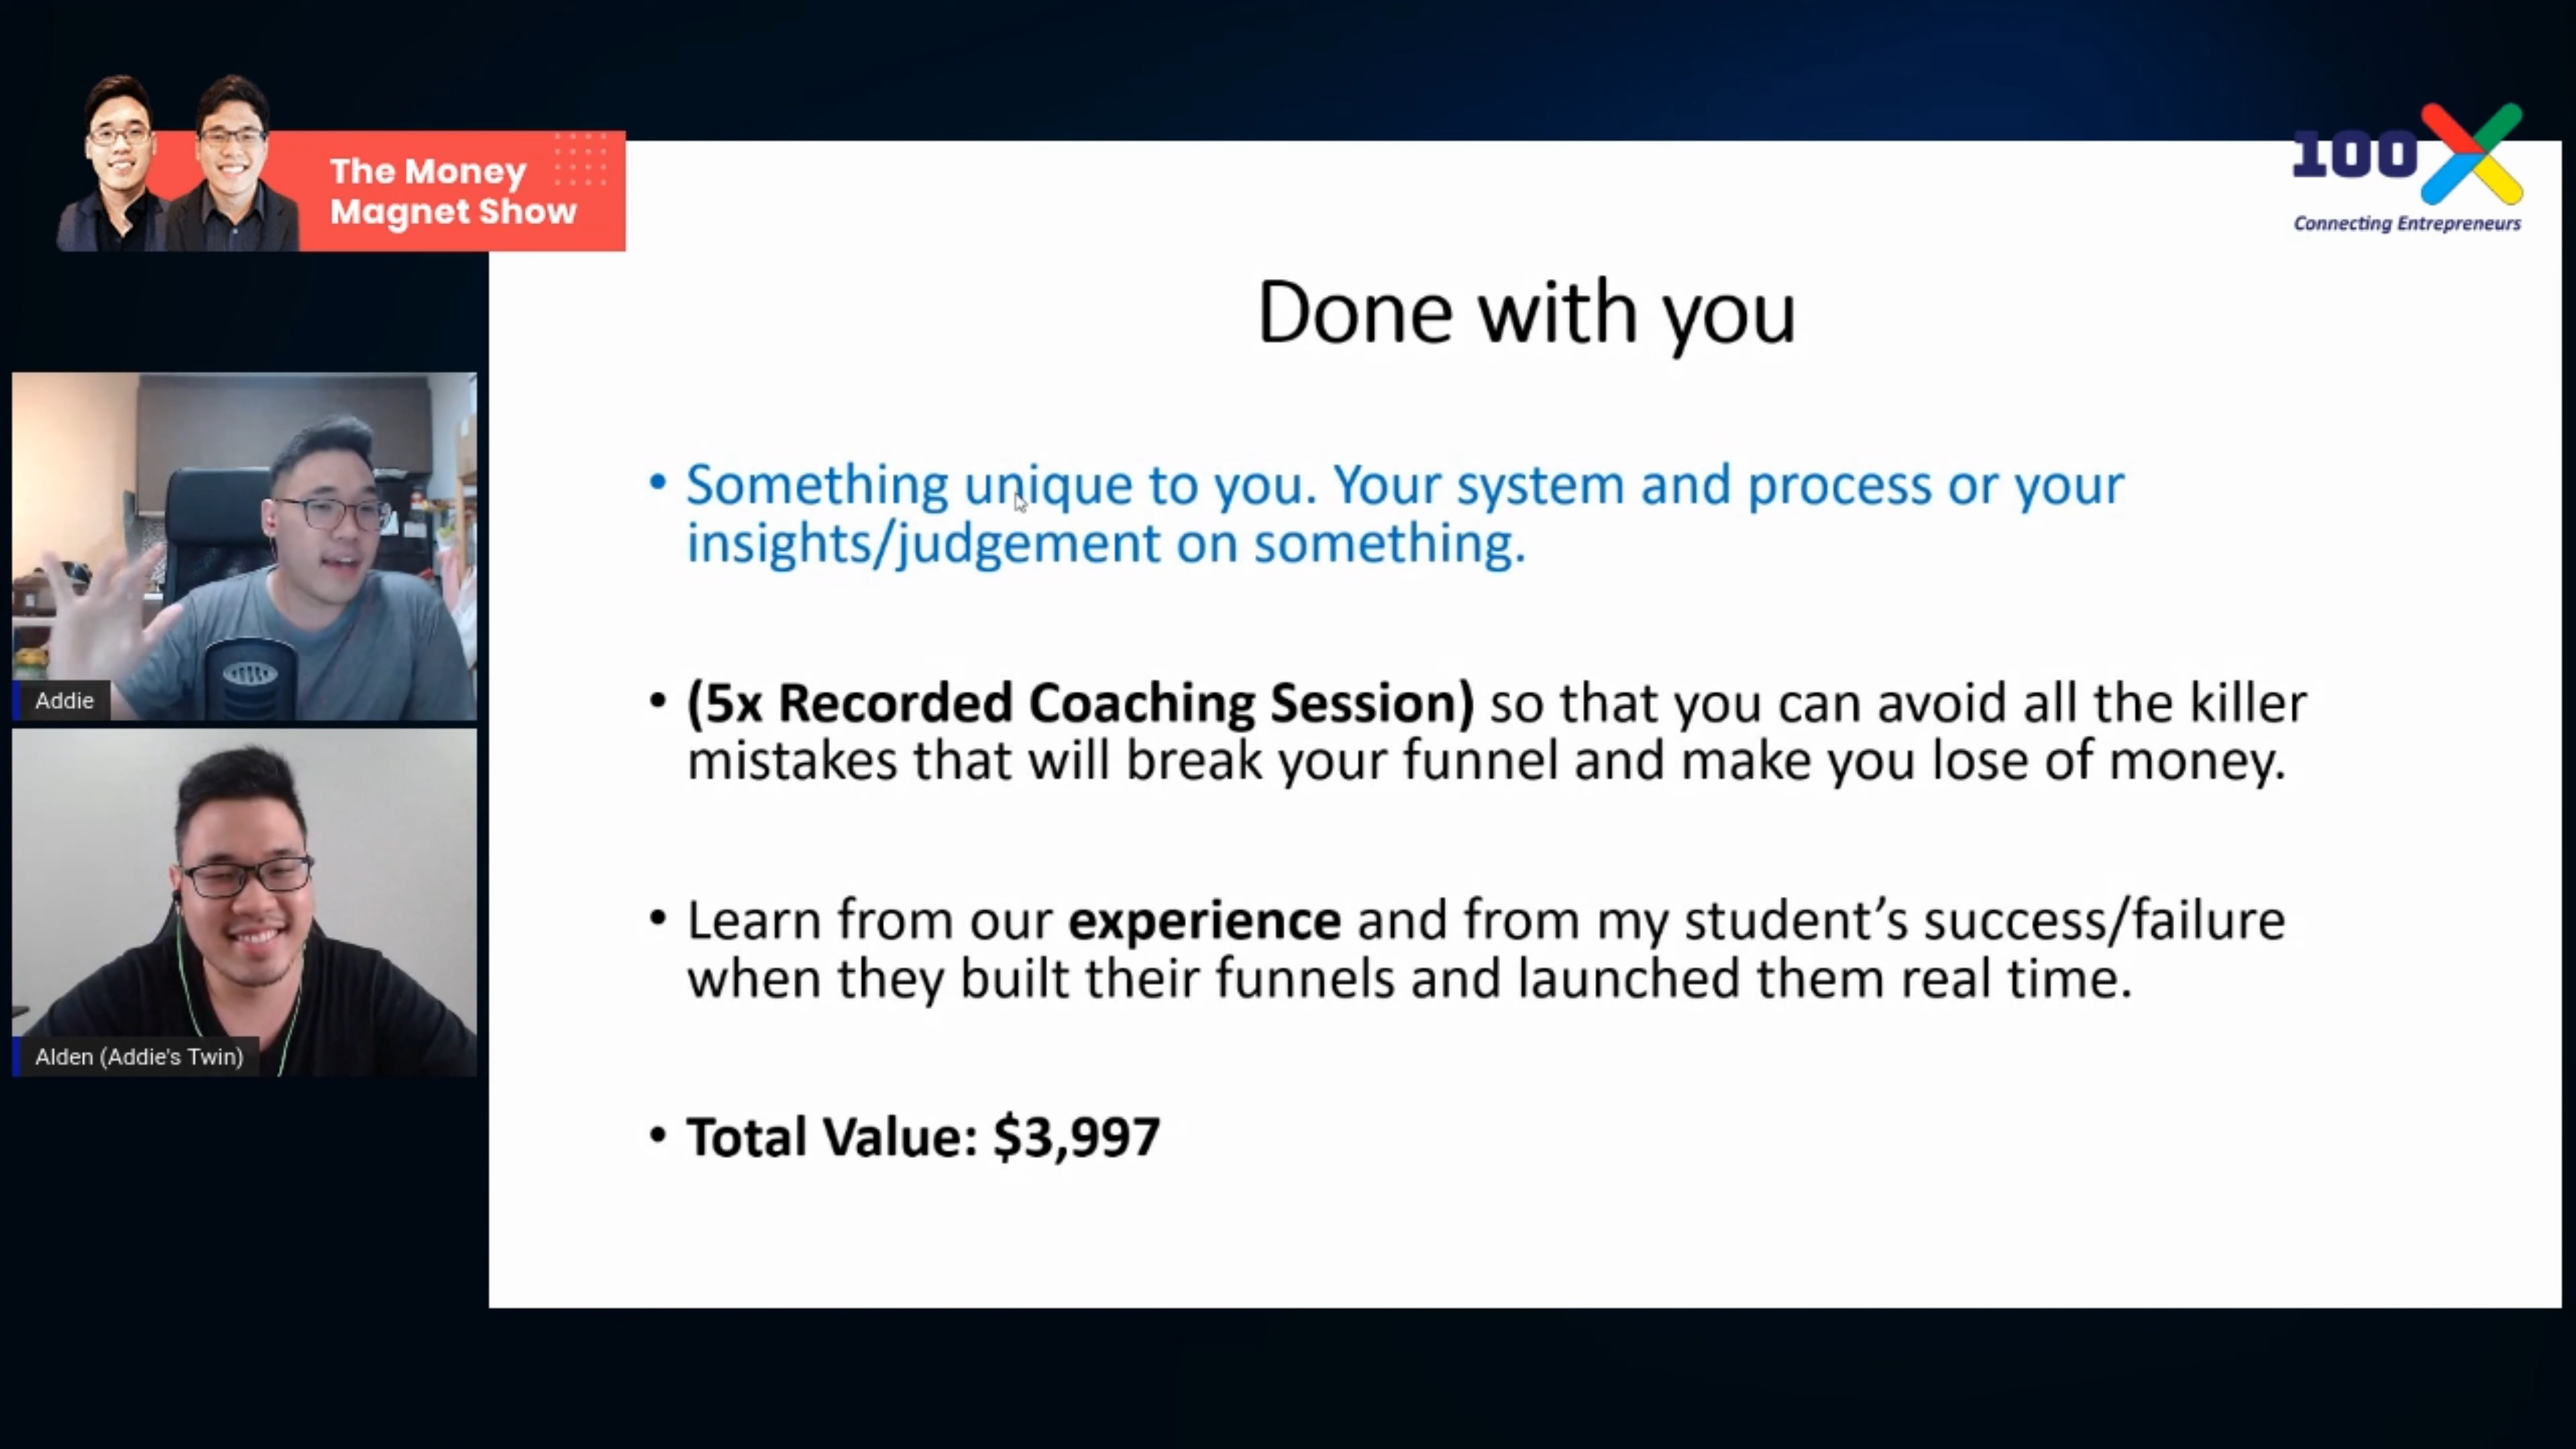 The Money
Magnet Show
100X
Connecting Entrepreneurs
Done with you
• Something unique to you. Your system and process or your
insights/judgement on something.
• (5x Recorded Coaching Session) so that you can avoid all the killer
mistakes that will break your funnel and make you lose of money.
• Learn from our experience and from my student’s success/failure
when they built their funnels and launched them real time.
• Total Value: $3,997
Addie
Alden (Addie's Twin)